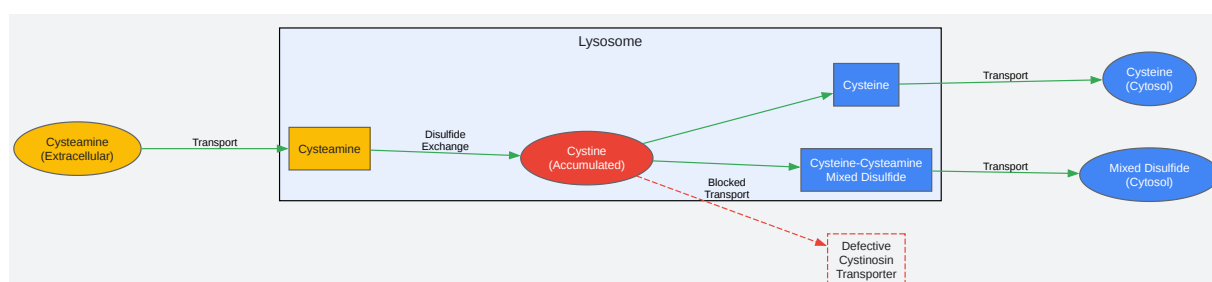 Lysosome
Cysteamine
(Extracellular)
Transport
Cysteamine
Disulfide
Exchange
Cystine
(Accumulated)
Cysteine
Transport
Cysteine
(Cytosol)
Cysteine-Cysteamine
Mixed Disulfide
Transport
Mixed Disulfide
(Cytosol)
Blocked
Transport
Defective
Cystinosin
Transporter